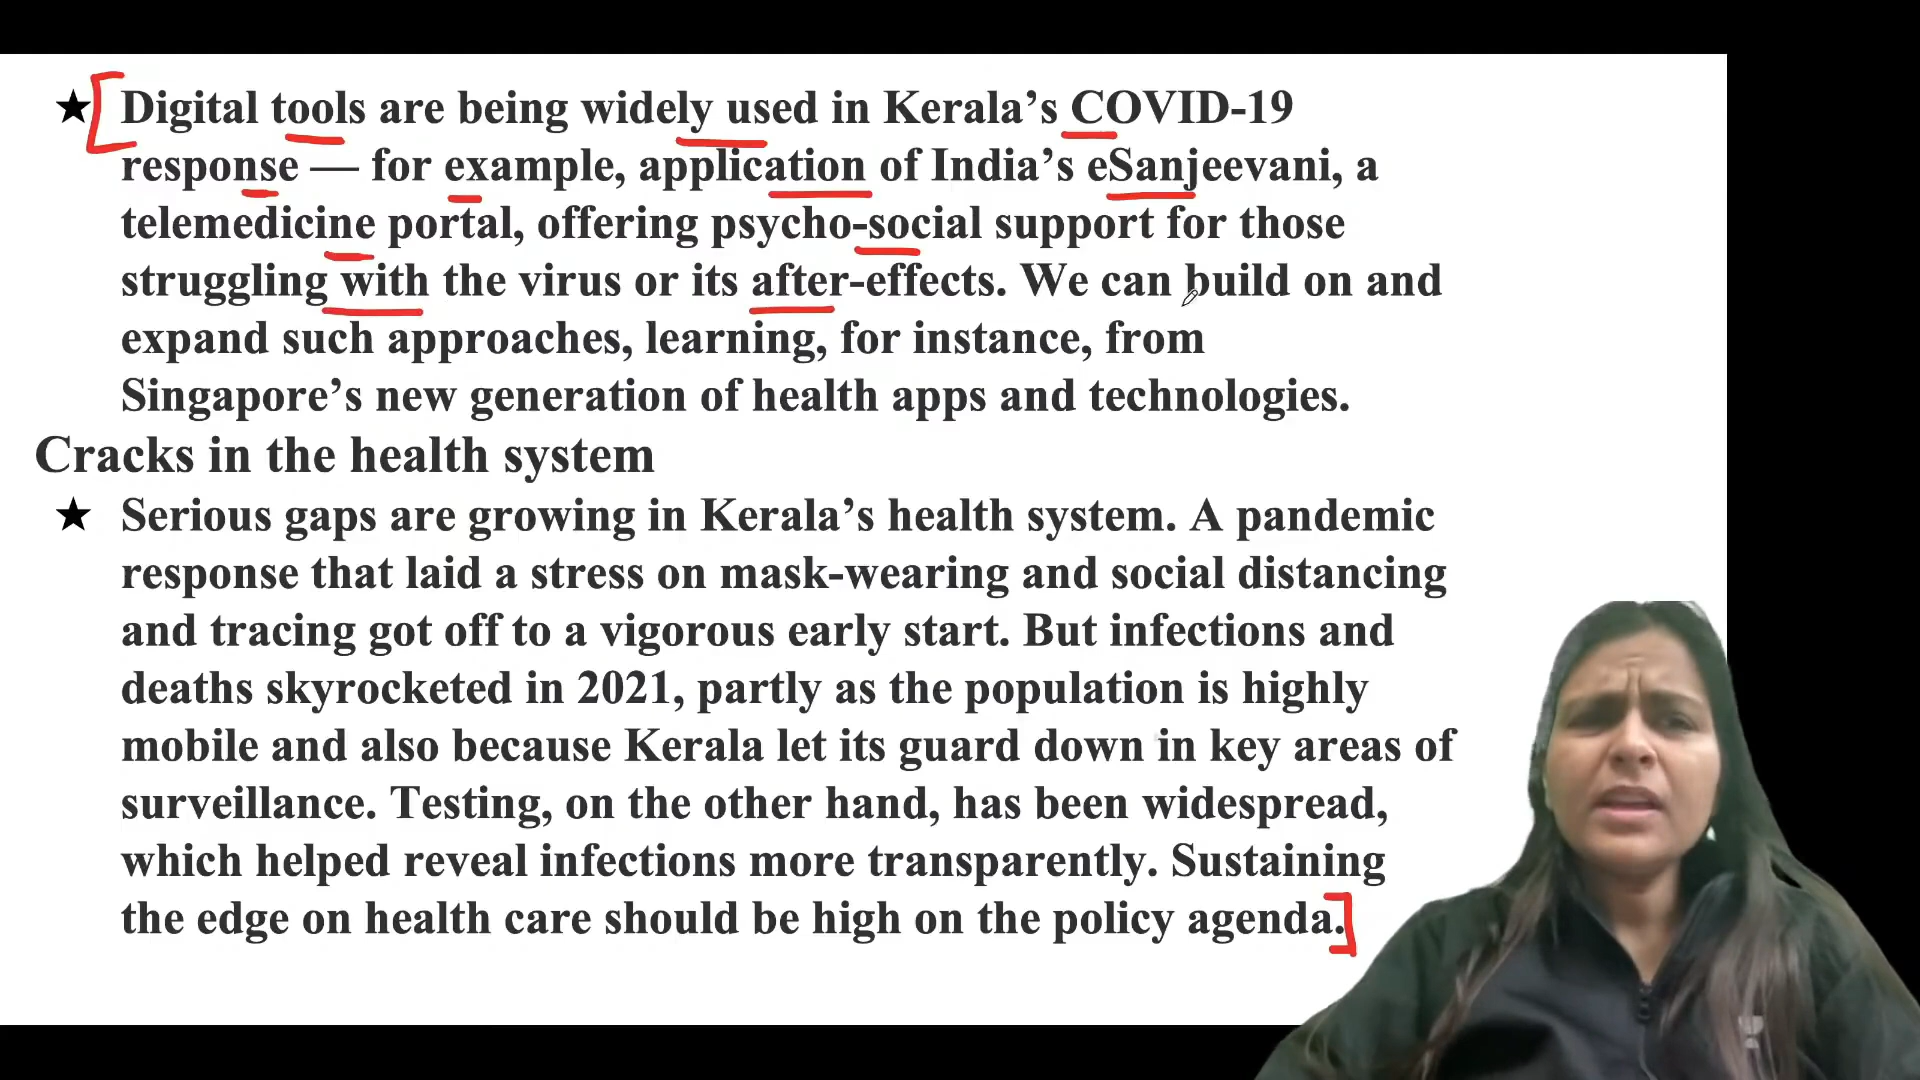 ★ Digital tools are being widely used in Kerala’s COVID-19
response — for example, application of India’s eSanjeevani, a
telemedicine portal, offering psycho-social support for those
struggling with the virus or its after-effects. We can build on and
expand such approaches, learning, for instance, from
Singapore’s new generation of health apps and technologies.
Cracks in the health system
★ Serious gaps are growing in Kerala’s health system. A pandemic
response that laid a stress on mask-wearing and social distancing
and tracing got off to a vigorous early start. But infections and
deaths skyrocketed in 2021, partly as the population is highly
mobile and also because Kerala let its guard down in key areas of
surveillance. Testing, on the other hand, has been widespread,
which helped reveal infections more transparently. Sustaining
the edge on health care should be high on the policy agenda.